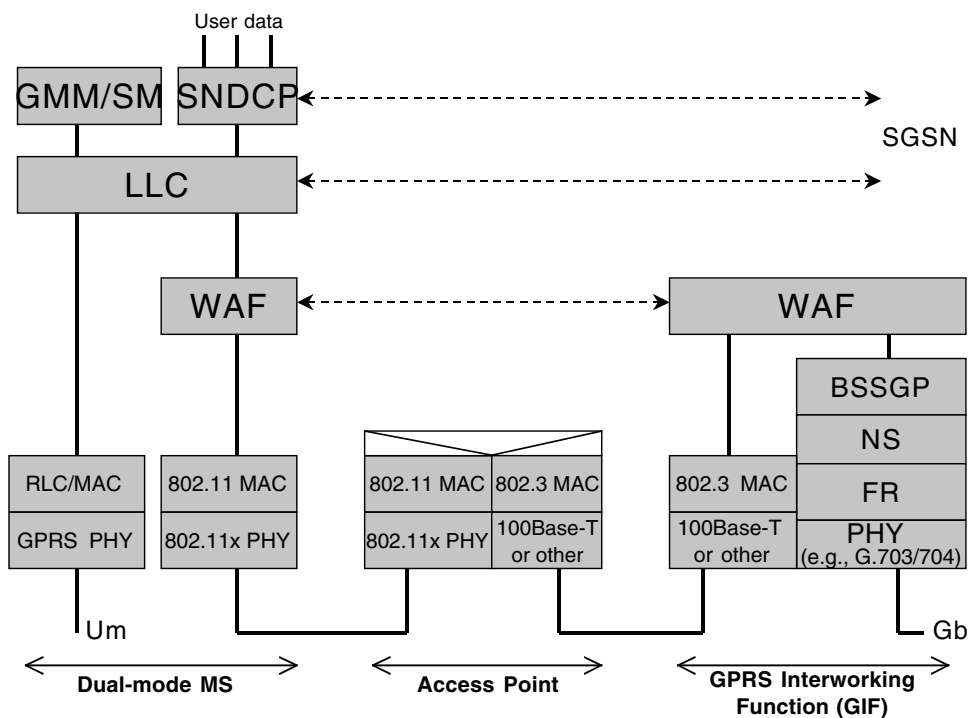 User data
GMM/SM
SNDCP
SGSN
LLC
WAF
WAF
BSSGP
NS
FR
PHY
(e.g., G.703/704)
RLC/MAC
802.11 MAC
802.11 MAC
802.3 MAC
802.3 MAC
GPRS PHY
802.11x PHY
802.11x PHY
100Base-T
or other
100Base-T
or other
Um
Gb
Dual-mode MS
Access Point
GPRS Interworking
Function (GIF)